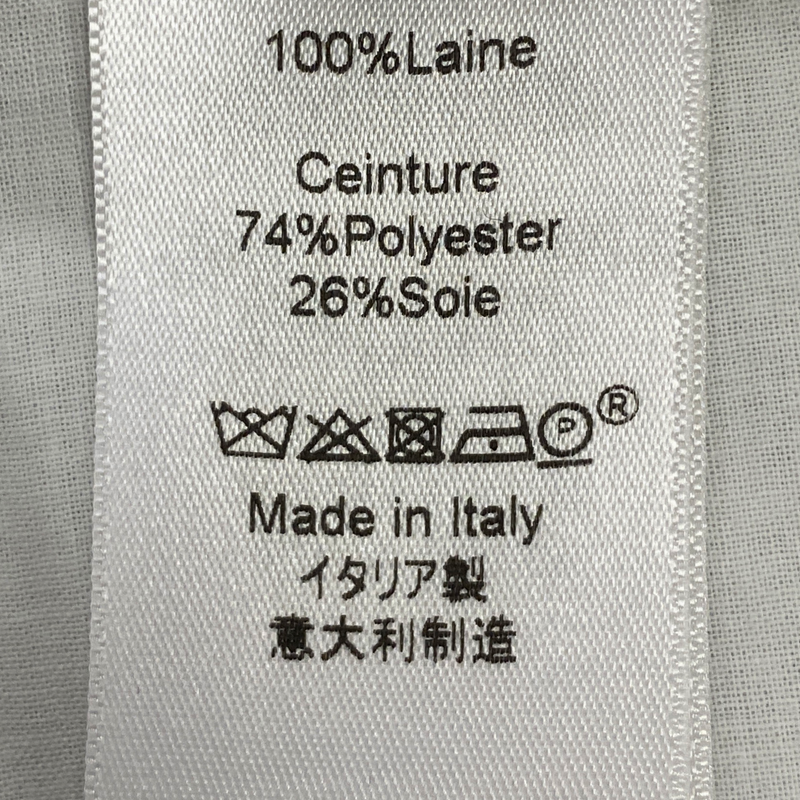 100%Laine
Ceinture
74%Polyester
26%Soie
P ®
Made in Italy
イタリア製
意大利制造